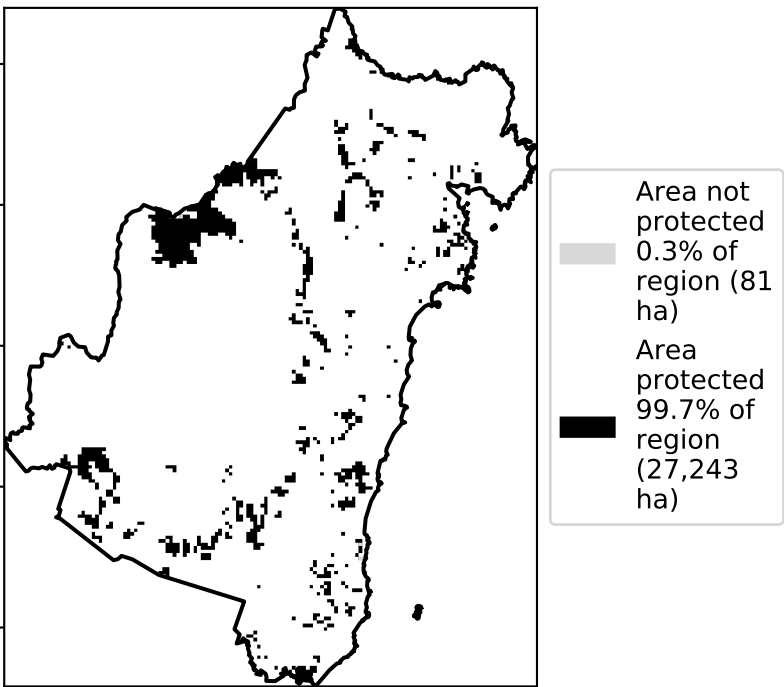 Area not
protected
0.3% of
region (81
ha)
Area
protected
99.7% of
region
(27,243
ha)